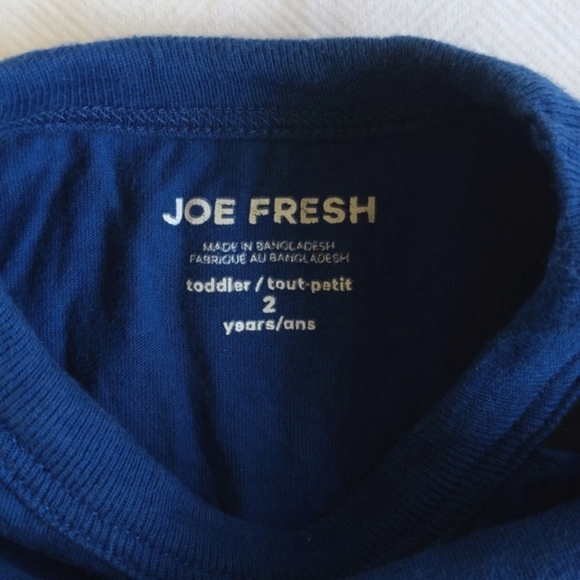 JOE FRESH
MADE IN BANGLADESH
FABRIQUÉ AU BANGLADESH
toddler / tout-petit
2
years/ans